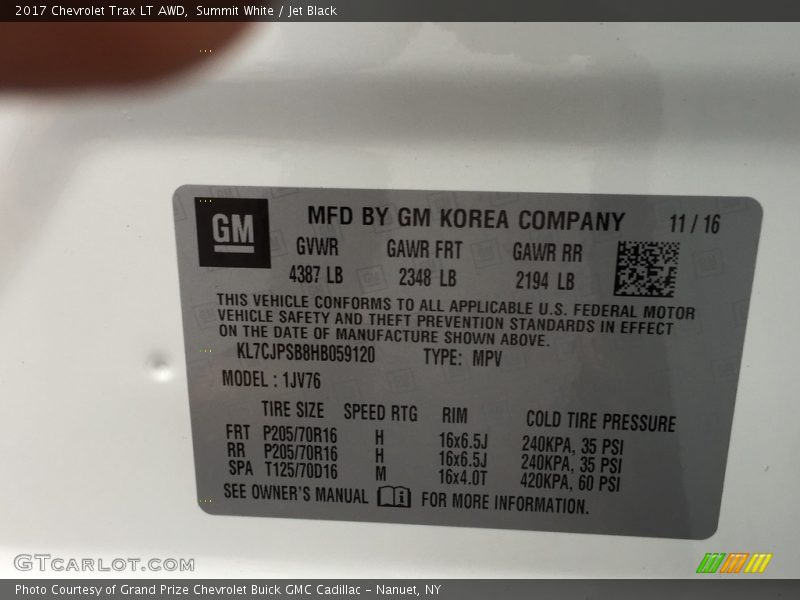 2017 Chevrolet Trax LT AWD, Summit White / Jet Black
GM MFD BY GM KOREA COMPANY 11/16
GVWR GAWR FRT GAWR RR
4387 LB 2348 LB 2194 LB
THIS VEHICLE CONFORMS TO ALL APPLICABLE U.S. FEDERAL MOTOR
VEHICLE SAFETY AND THEFT PREVENTION STANDARDS IN EFFECT
ON THE DATE OF MANUFACTURE SHOWN ABOVE.
KL7CJPSB8HB059120 TYPE: MPV
MODEL : 1JV76
TIRE SIZE SPEED RTG RIM COLD TIRE PRESSURE
FRT P205/70R16 H 16x6.5J 240KPA, 35 PSI
RR P205/70R16 H 16x6.5J 240KPA, 35 PSI
SPA T125/70D16 M 16x4.0T 420KPA, 60 PSI
SEE OWNER'S MANUAL FOR MORE INFORMATION.
GTCARLOT.COM
Photo Courtesy of Grand Prize Chevrolet Buick GMC Cadillac - Nanuet, NY